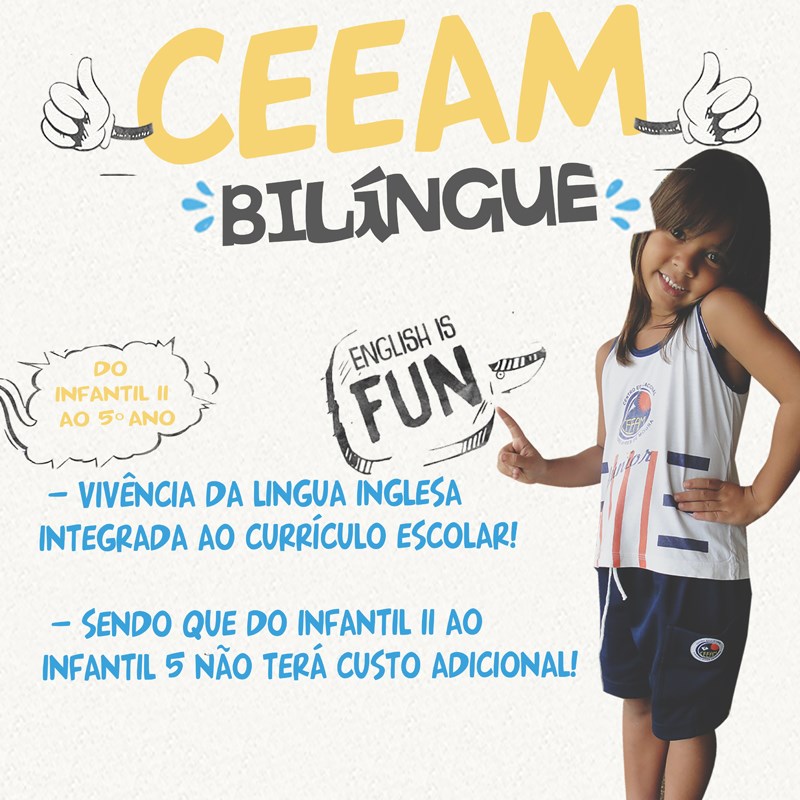 CEEAM
BILÍNGUE
ENGLISH IS
FUN
DO
INFANTIL II
AO 5º ANO
– VIVÊNCIA DA LINGUA INGLESA
INTEGRADA AO CURRÍCULO ESCOLAR!
– SENDO QUE DO INFANTIL II AO
INFANTIL 5 NÃO TERÁ CUSTO ADICIONAL!